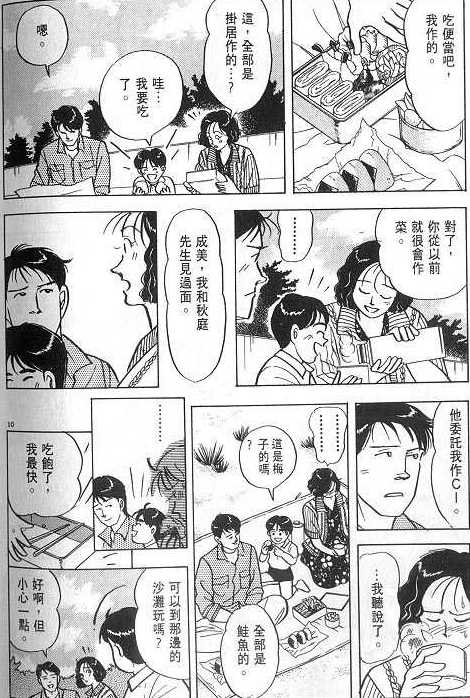 吃便當吧，
我作的。
這，全部是
掛居作的…?
哇…
我要吃
了。
嗯。
對了，
你從以前
就很會作
菜。
………
成美，我和秋庭
先生見過面。
他委託我作CI。
…我聽說了。
………
這是梅
子的嗎
?
全部是
鮭魚的。
………
吃飽了，
我最快。
可以到那邊的
沙灘玩嗎?
好啊，但
小心一點。
10